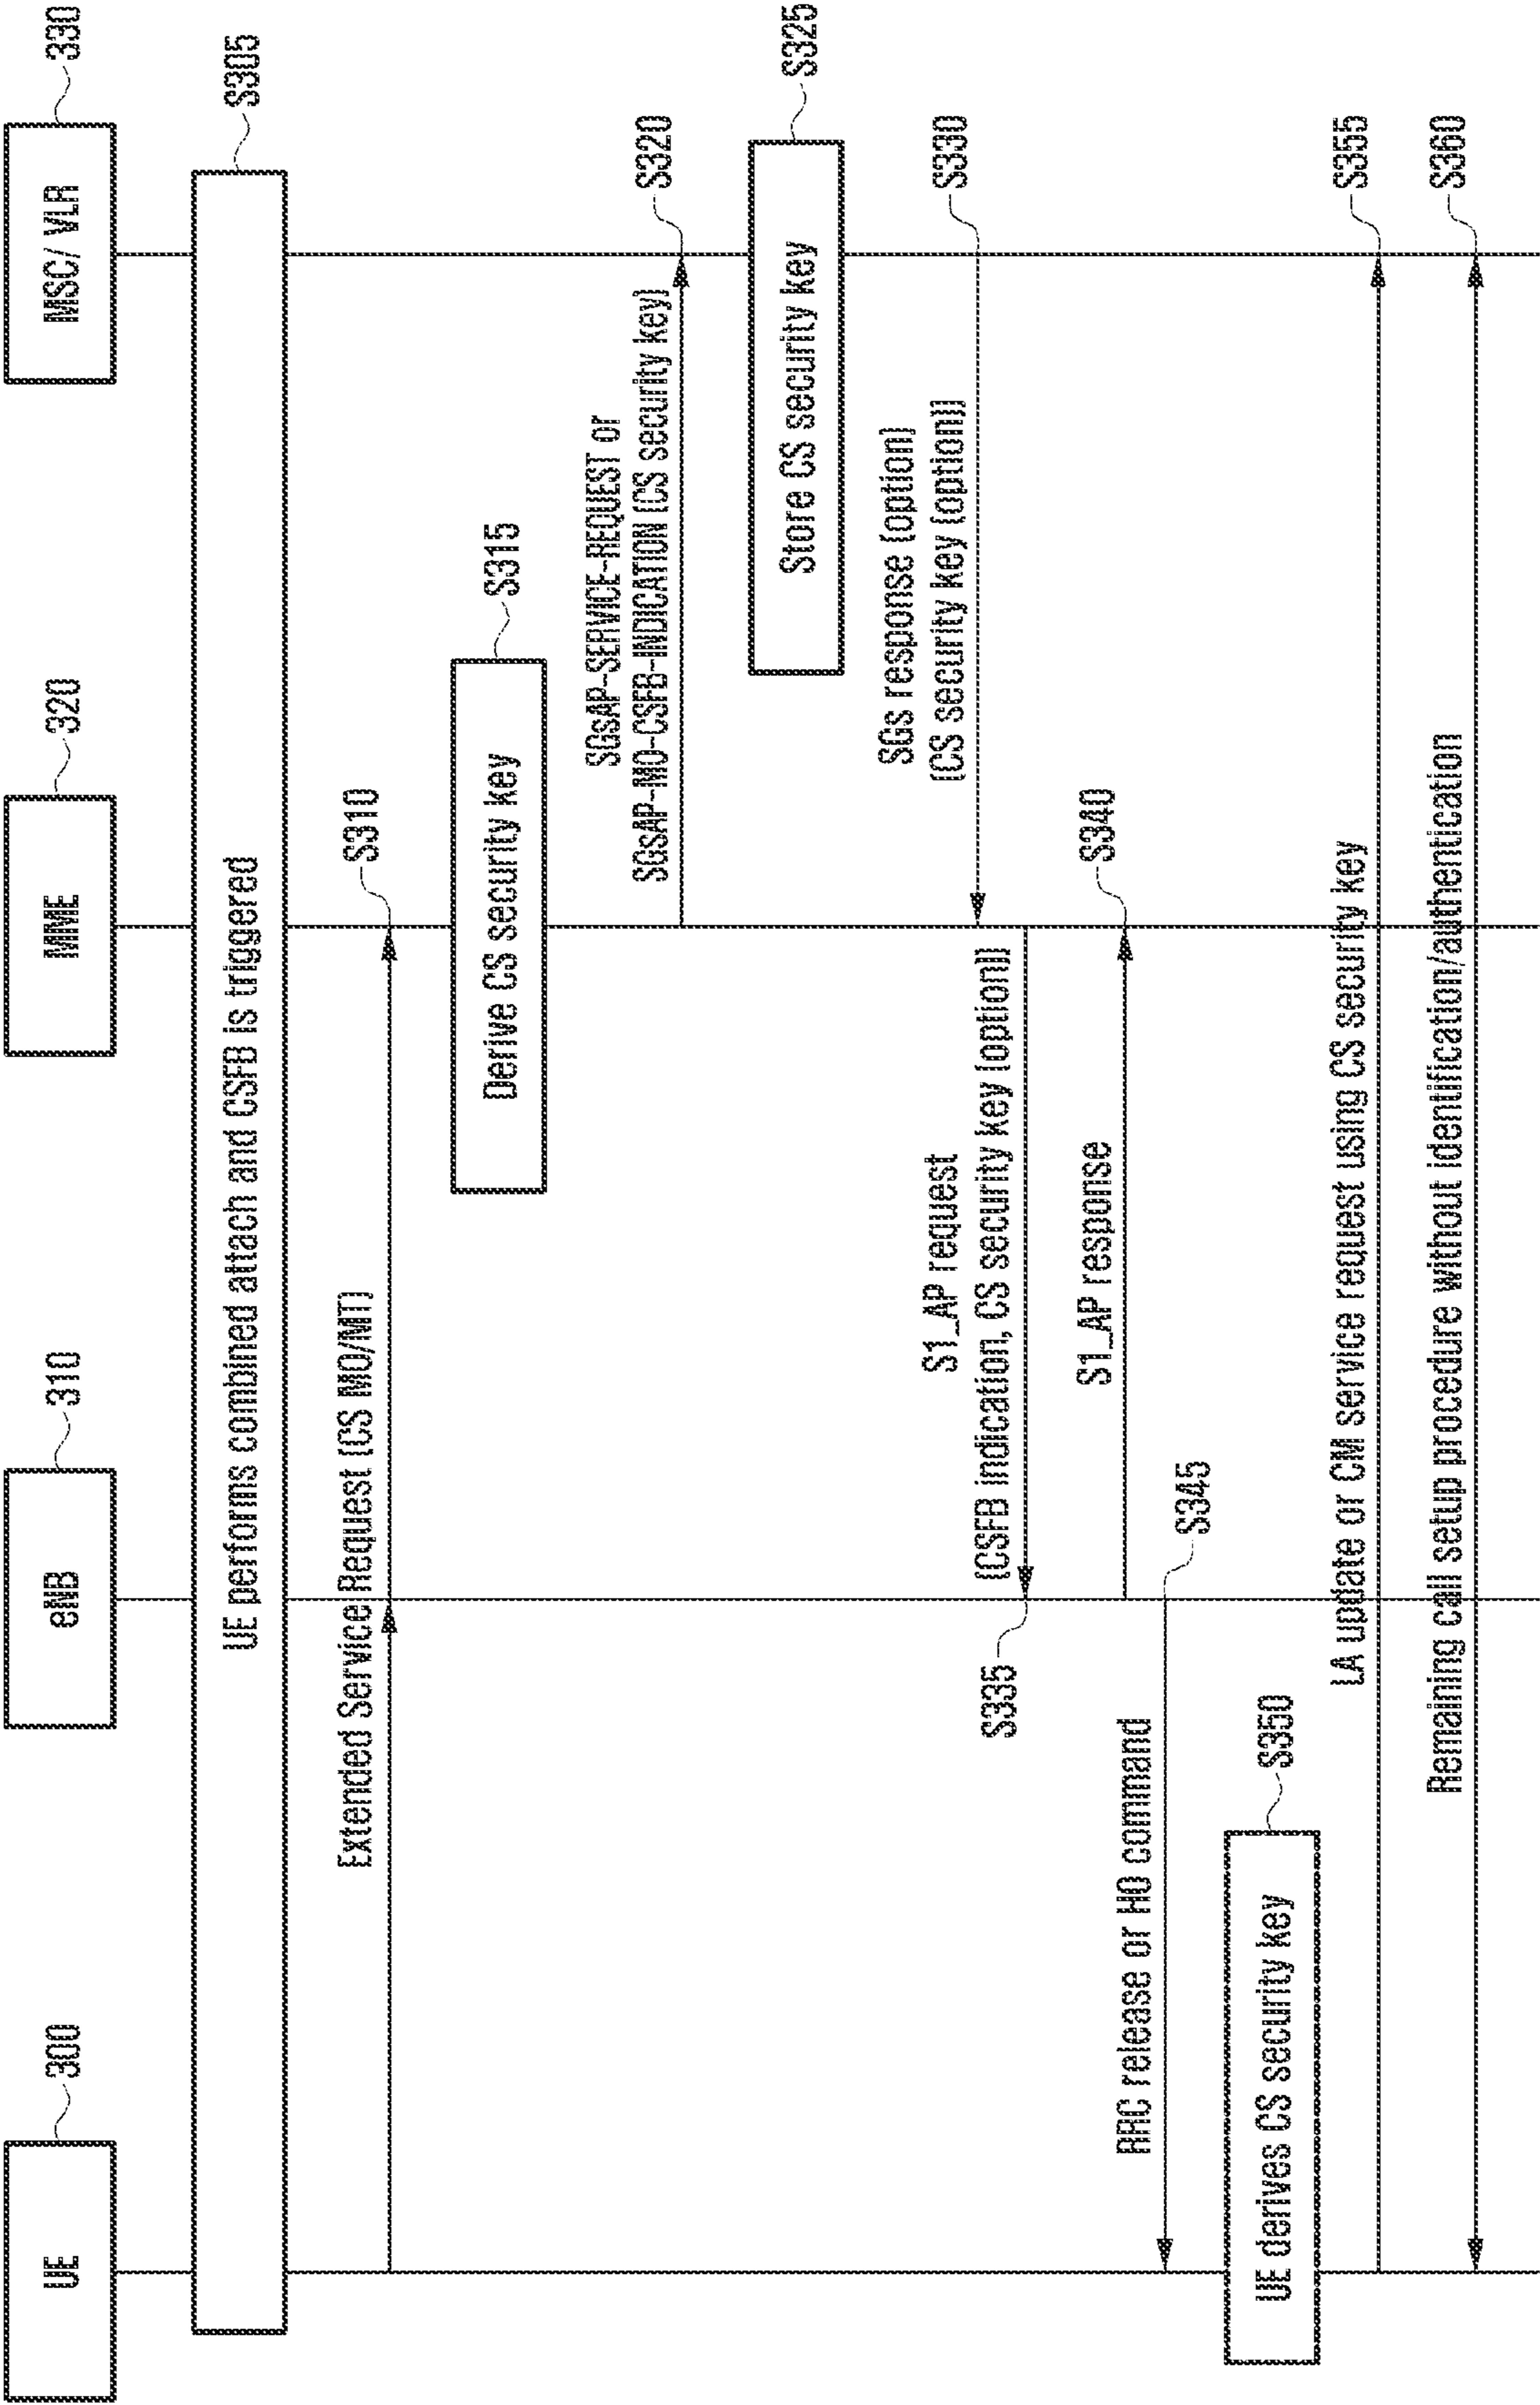 UE
300
eNB
310
MME
320
MSC/ VLR
330
UE performs combined attach and CSFB is triggered
S305
Extended Service Request (CS MO/MT)
S310
Derive CS security key
S315
SGsAP-SERVICE-REQUEST or
SGsAP-MO-CSFB-INDICATION (CS security key)
S320
Store CS security key
S325
SGs response (option)
(CS security key (option))
S330
S1_AP request
(CSFB indication, CS security key (option))
S335
S1_AP response
S340
RRC release or HO command
S345
UE derives CS security key
S350
LA update or CM service request using CS security key
S355
Remaining call setup procedure without identification/authentication
S360